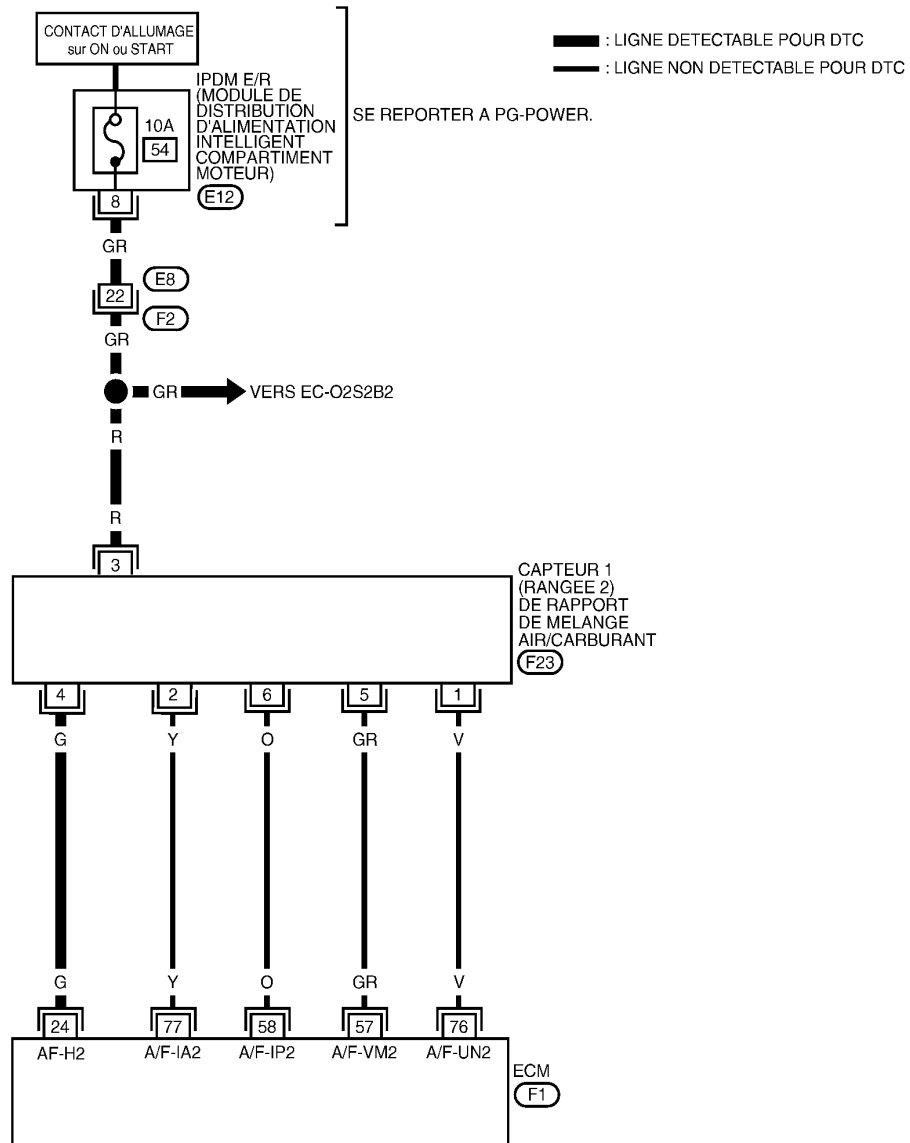 CONTACT D'ALLUMAGE
sur ON ou START
: LIGNE DETECTABLE POUR DTC
: LIGNE NON DETECTABLE POUR DTC
IPDM E/R
(MODULE DE
DISTRIBUTION
D'ALIMENTATION
INTELLIGENT
COMPARTIMENT
MOTEUR)
E12
SE REPORTER A PG-POWER.
10A
54
8
GR
E8
22
F2
GR
GR
VERS EC-O2S2B2
R
R
3
CAPTEUR 1
(RANGEE 2)
DE RAPPORT
DE MELANGE
AIR/CARBURANT
F23
4 2 6 5 1
G Y O GR V
G Y O GR V
24 77 58 57 76
AF-H2 A/F-IA2 A/F-IP2 A/F-VM2 A/F-UN2
ECM
F1